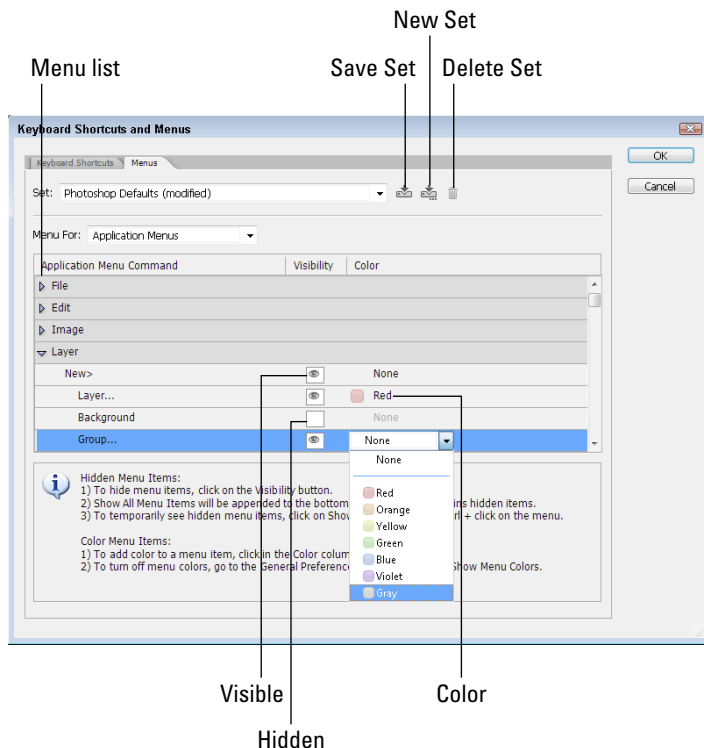 New Set
Menu list
Save Set
Delete Set
Keyboard Shortcuts and Menus
Keyboard Shortcuts
Menus
OK
Set:
Photoshop Defaults (modified)
Cancel
Menu For:
Application Menus
Application Menu Command
Visibility
Color
File
Edit
Image
Layer
New>
None
Layer...
Red
Background
None
Group...
None
None
Red
Orange
Yellow
Green
Blue
Violet
Gray
Hidden Menu Items:
1) To hide menu items, click on the Visibility button.
2) Show All Menu Items will be appended to the bottom ins hidden items.
3) To temporarily see hidden menu items, click on Sho rl + click on the menu.
Color Menu Items:
1) To add color to a menu item, click in the Color colum
2) To turn off menu colors, go to the General Preferenc Show Menu Colors.
Visible
Color
Hidden